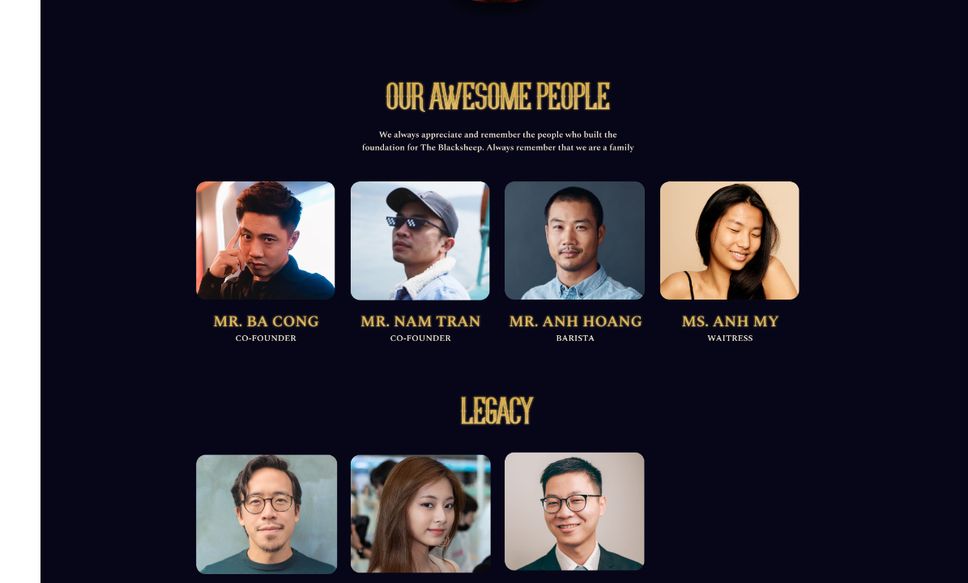 OUR AWESOME PEOPLE
We always appreciate and remember the people who built the
foundation for The Blacksheep. Always remember that we are a family
MR. BA CONG
CO-FOUNDER
MR. NAM TRAN
CO-FOUNDER
MR. ANH HOANG
BARISTA
MS. ANH MY
WAITRESS
LEGACY